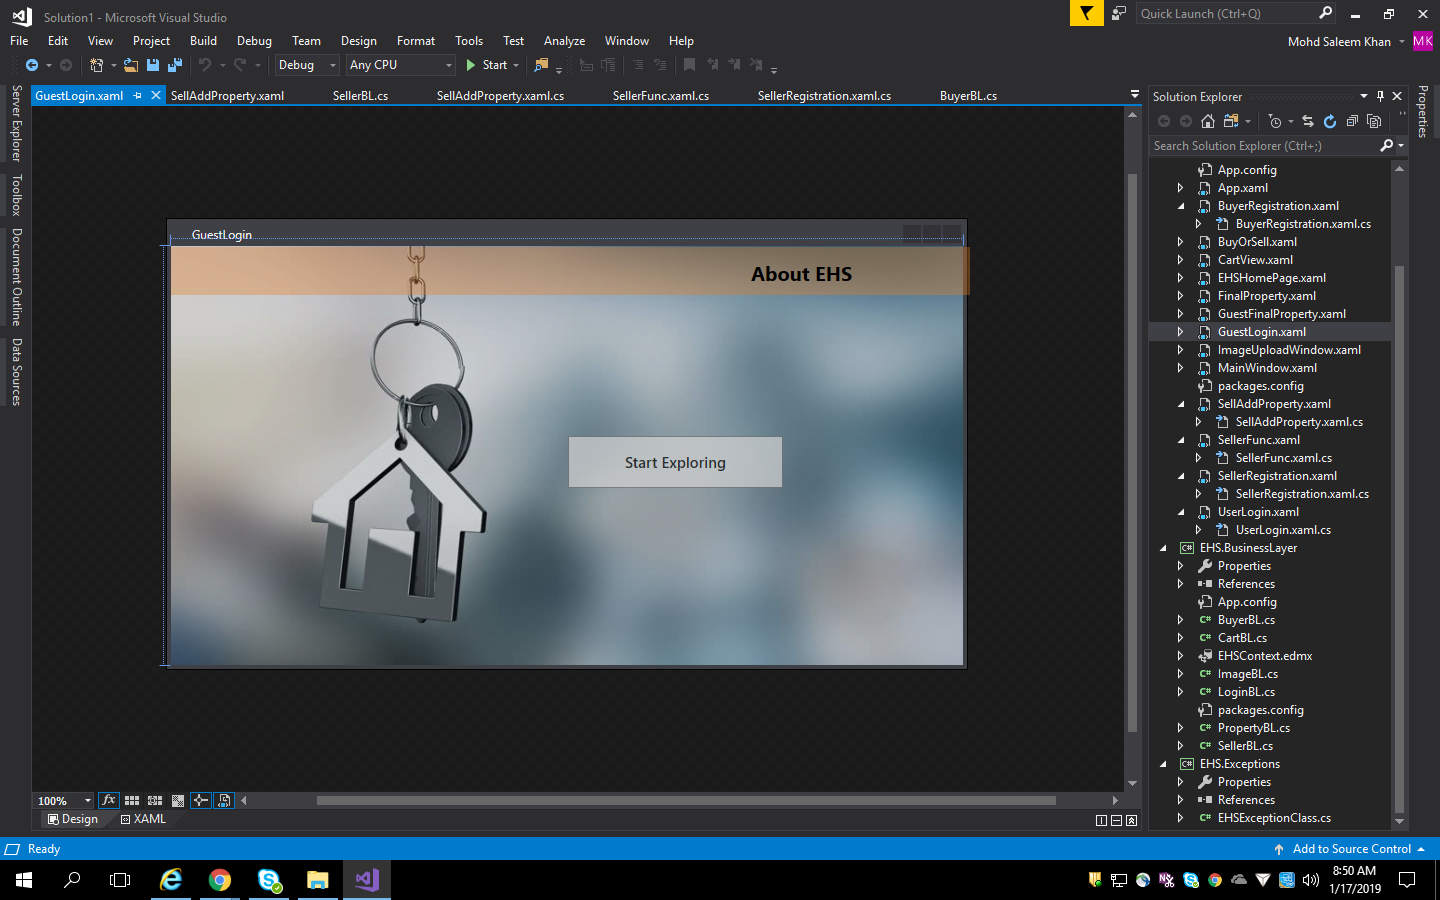 Solution1 - Microsoft Visual Studio
Quick Launch (Ctrl+Q)
File Edit View Project Build Debug Team Design Format Tools Test Analyze Window Help
Mohd Saleem Khan MK
Debug Any CPU Start
GuestLogin.xaml SellAddProperty.xaml SellerBL.cs SellAddProperty.xaml.cs SellerFunc.xaml.cs SellerRegistration.xaml.cs BuyerBL.cs
Server Explorer
Toolbox
Document Outline
Data Sources
GuestLogin
About EHS
Start Exploring
100%
fx
Design XAML
Solution Explorer
Search Solution Explorer (Ctrl+;)
App.config
App.xaml
BuyerRegistration.xaml
BuyerRegistration.xaml.cs
BuyOrSell.xaml
CartView.xaml
EHSHomePage.xaml
FinalProperty.xaml
GuestFinalProperty.xaml
GuestLogin.xaml
ImageUploadWindow.xaml
MainWindow.xaml
packages.config
SellAddProperty.xaml
SellAddProperty.xaml.cs
SellerFunc.xaml
SellerFunc.xaml.cs
SellerRegistration.xaml
SellerRegistration.xaml.cs
UserLogin.xaml
UserLogin.xaml.cs
C# EHS.BusinessLayer
Properties
References
App.config
C# BuyerBL.cs
C# CartBL.cs
EHSContext.edmx
C# ImageBL.cs
C# LoginBL.cs
packages.config
C# PropertyBL.cs
C# SellerBL.cs
C# EHS.Exceptions
Properties
References
C# EHSExceptionClass.cs
Properties
Ready
Add to Source Control
8:50 AM
1/17/2019